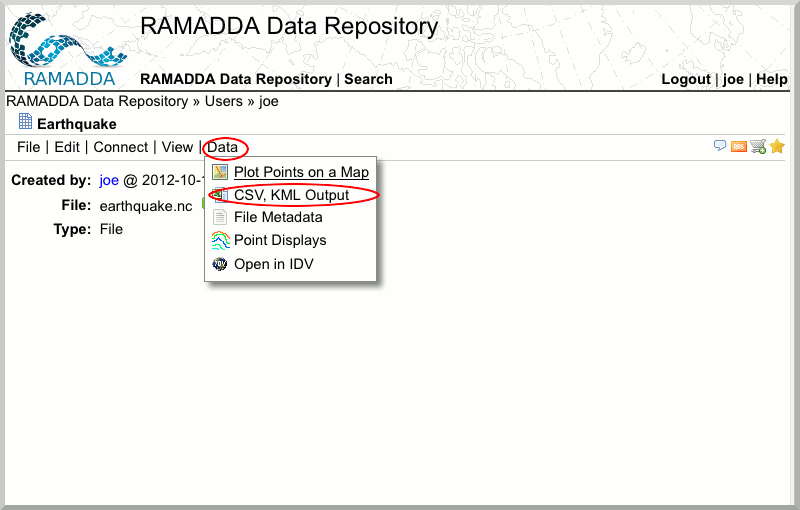 RAMADDA Data Repository
RAMADDA
RAMADDA Data Repository | Search
Logout | joe | Help
RAMADDA Data Repository » Users » joe
Earthquake
File | Edit | Connect | View | Data
Created by: joe @ 2012-10-
File: earthquake.nc
Type: File
Plot Points on a Map
CSV, KML Output
File Metadata
Point Displays
Open in IDV